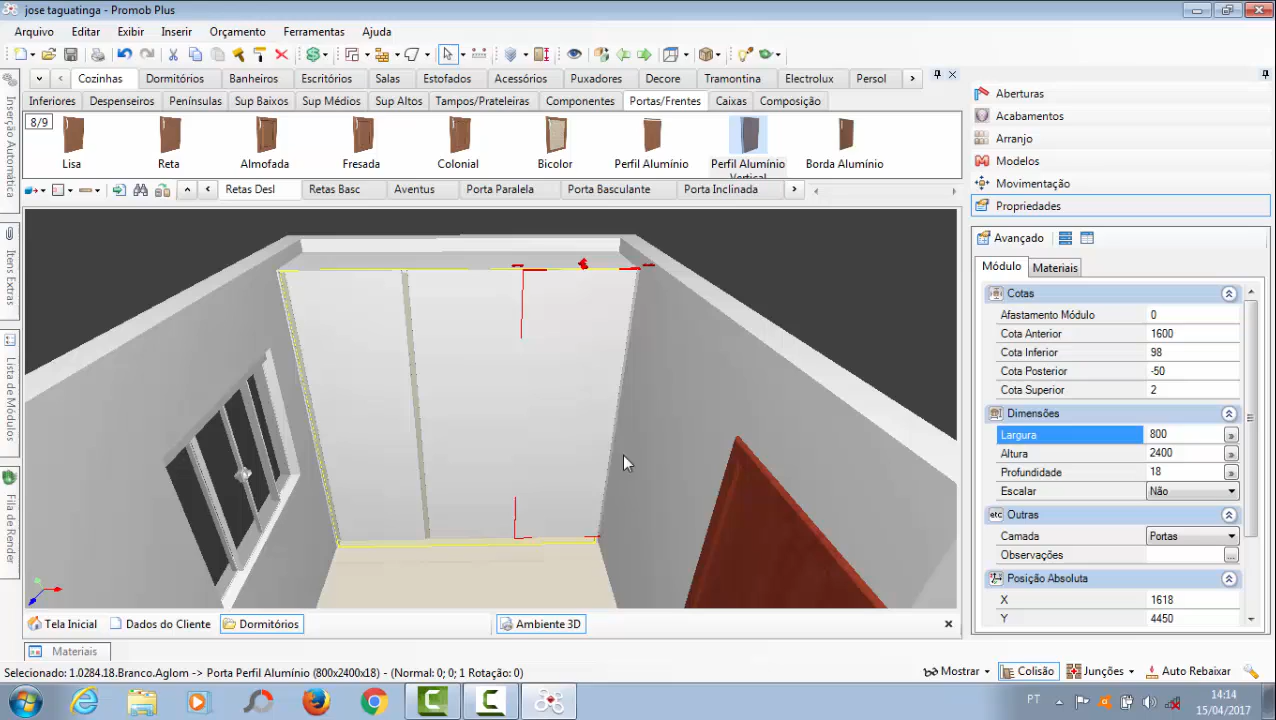 jose taguatinga - Promob Plus
Arquivo Editar Exibir Inserir Orçamento Ferramentas Ajuda
Cozinhas Dormitórios Banheiros Escritórios Salas Estofados Acessórios Puxadores Decore Tramontina Electrolux Persol
Inferiores Despenseiros Penínsulas Sup Baixos Sup Médios Sup Altos Tampos/Prateleiras Componentes Portas/Frentes Caixas Composição
8/9
Lisa Reta Almofada Fresada Colonial Bicolor Perfil Alumínio Perfil Alumínio Vertical Borda Alumínio
Retas Desl Retas Basc Aventus Porta Paralela Porta Basculante Porta Inclinada
Inserção Automática
Itens Extras
Lista de Módulos
Fila de Render
Aberturas
Acabamentos
Arranjo
Modelos
Movimentação
Propriedades
Avançado
Módulo Materiais
Cotas
Afastamento Módulo 0
Cota Anterior 1600
Cota Inferior 98
Cota Posterior -50
Cota Superior 2
Dimensões
Largura 800
Altura 2400
Profundidade 18
Escalar Não
etc Outras
Camada Portas
Observações
Posição Absoluta
X 1618
Y 4450
Tela Inicial Dados do Cliente Dormitórios Ambiente 3D
Materiais
Selecionado: 1.0284.18.Branco.Aglom -> Porta Perfil Alumínio (800x2400x18) - (Normal: 0; 0; 1 Rotação: 0)
Mostrar Colisão Junções Auto Rebaixar
PT
14:14
15/04/2017